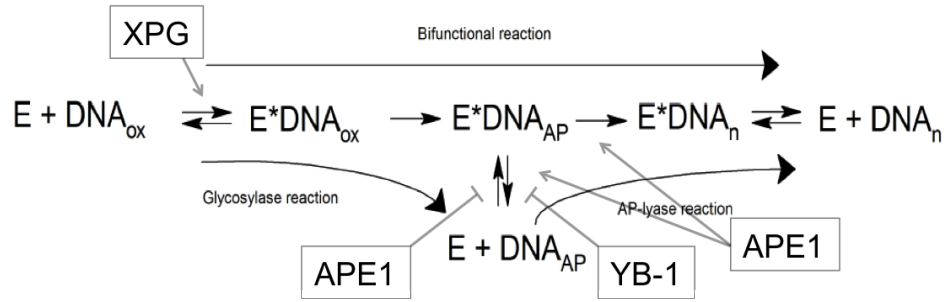 XPG
Bifunctional reaction
E + DNAox E*DNAox E*DNAAP E*DNAn E + DNAn
Glycosylase reaction
AP-lyase reaction
APE1
E + DNAAP
YB-1
APE1